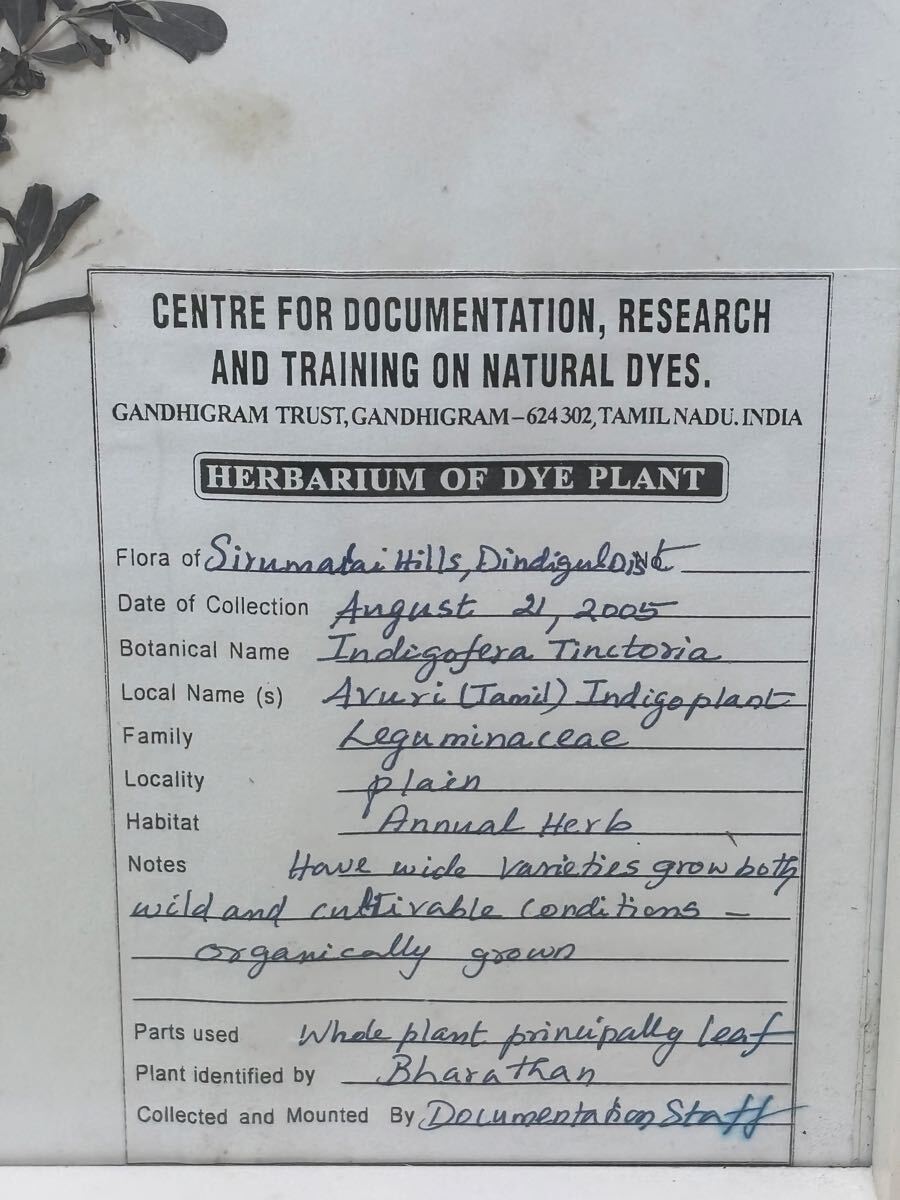 CENTRE FOR DOCUMENTATION, RESEARCH
AND TRAINING ON NATURAL DYES.
GANDHIGRAM TRUST, GANDHIGRAM – 624 302, TAMIL NADU. INDIA
HERBARIUM OF DYE PLANT
Flora of Sirumalai Hills, Dindigul Dist
Date of Collection August 21, 2005
Botanical Name Indigofera Tinctoria
Local Name (s) Avuri (Tamil) Indigo plant
Family Leguminaceae
Locality plain
Habitat Annual Herb
Notes Have wide varieties grow both
wild and cultivable conditions –
organically grown
Parts used Whole plant principally leaf
Plant identified by Bharathan
Collected and Mounted By Documentation Staff